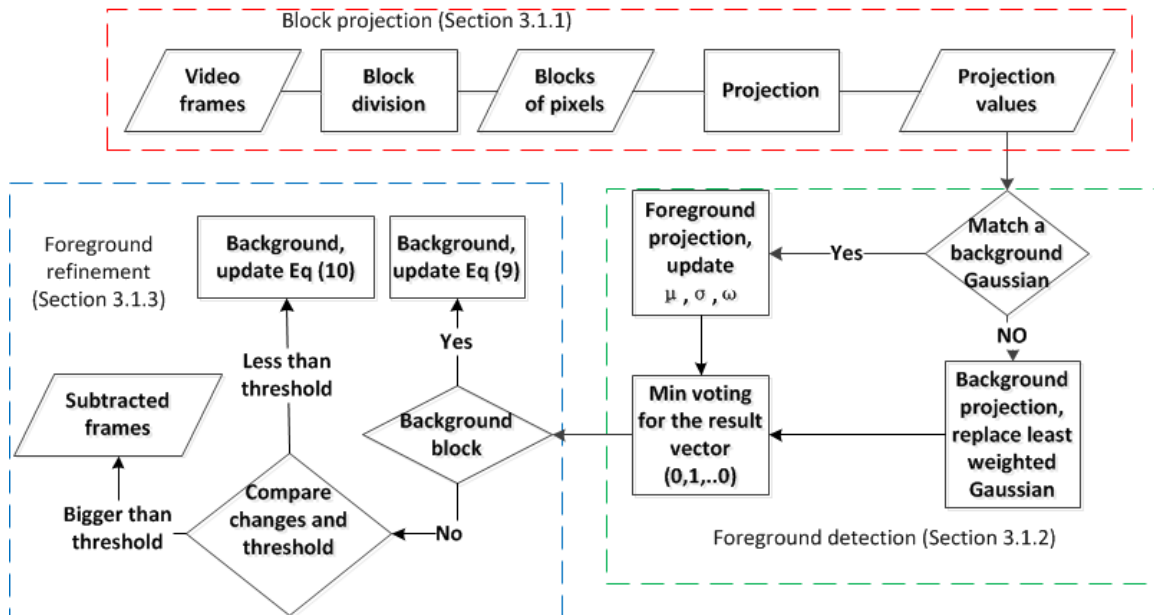 Block projection (Section 3.1.1)
Video
frames
Block
division
Blocks
of pixels
Projection
Projection
values
Foreground
refinement
(Section 3.1.3)
Background,
update Eq (10)
Background,
update Eq (9)
Foreground
projection,
update
μ , σ , ω
Yes
Match a
background
Gaussian
NO
Yes
Less than
threshold
Subtracted
frames
Background
block
Min voting
for the result
vector
(0,1,..0)
Background
projection,
replace least
weighted
Gaussian
Bigger than
threshold
Compare
changes and
threshold
No
Foreground detection (Section 3.1.2)